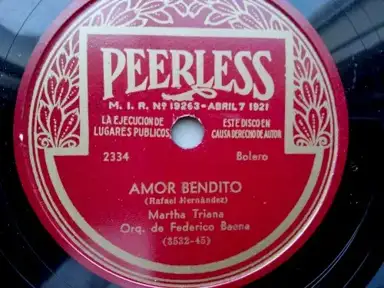 PEERLESS
M. I. R. Nº 19263 - ABRIL 7 1921
LA EJECUCION DE LUGARES PUBLICOS
ESTE DISCO EN CAUSA DERECHO DE AUTOR
2334 Bolero
AMOR BENDITO
(Rafael Hernández)
Martha Triana
Orq. de Federico Baena
(3532-45)